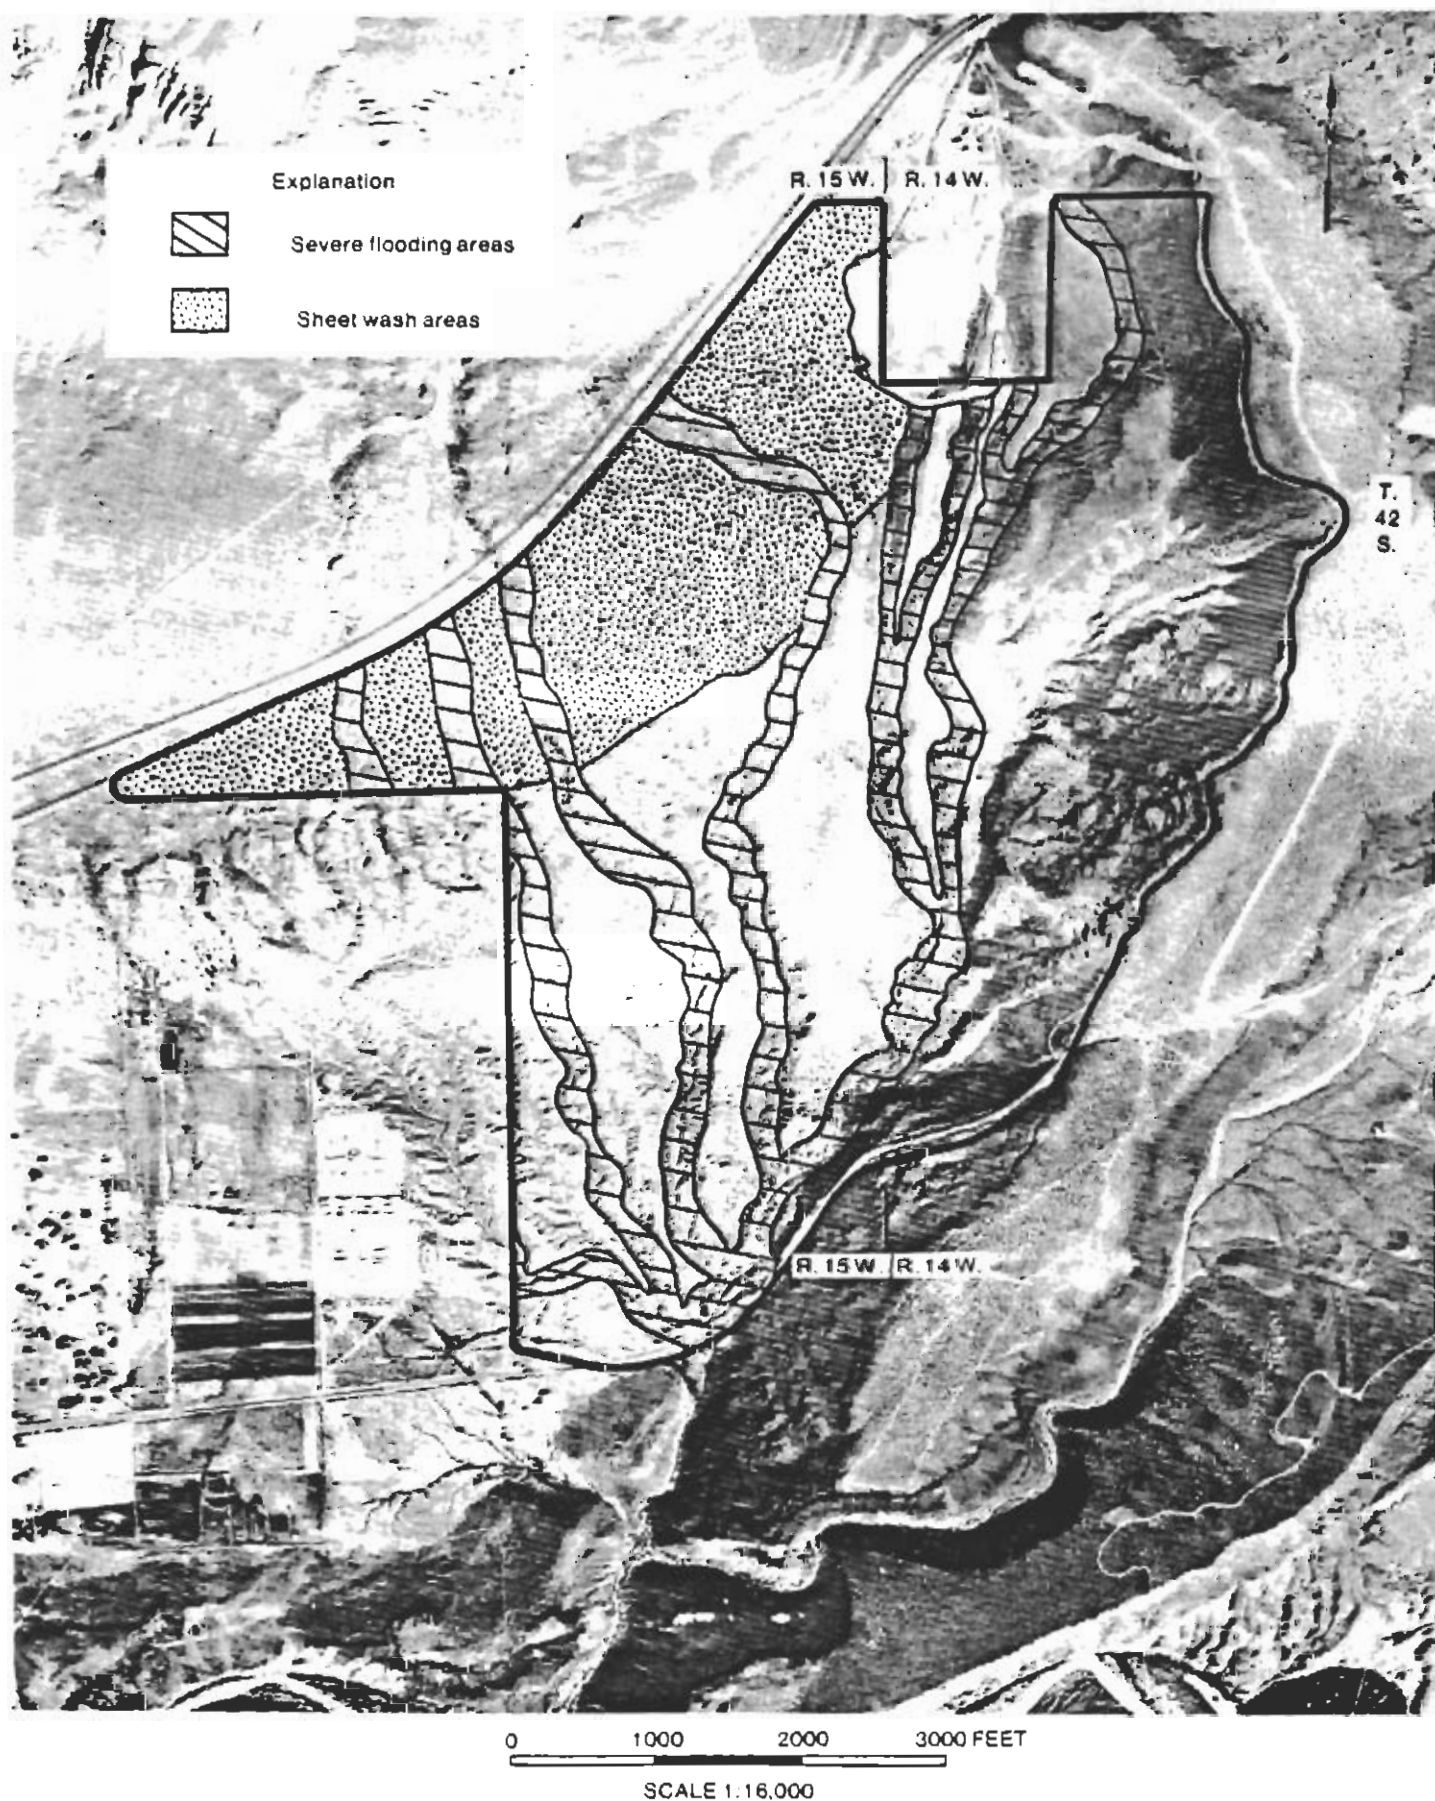 Explanation
Severe flooding areas
Sheet wash areas
R. 15 W. R. 14 W.
T.
42
S.
R. 15 W. R. 14 W.
0 1000 2000 3000 FEET
SCALE 1:16,000